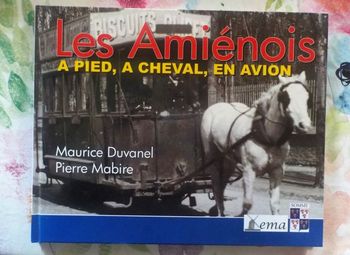 BISCUITS
Les Amiénois
A PIED, A CHEVAL, EN AVION
Maurice Duvanel
Pierre Mabire
ema
SOMME